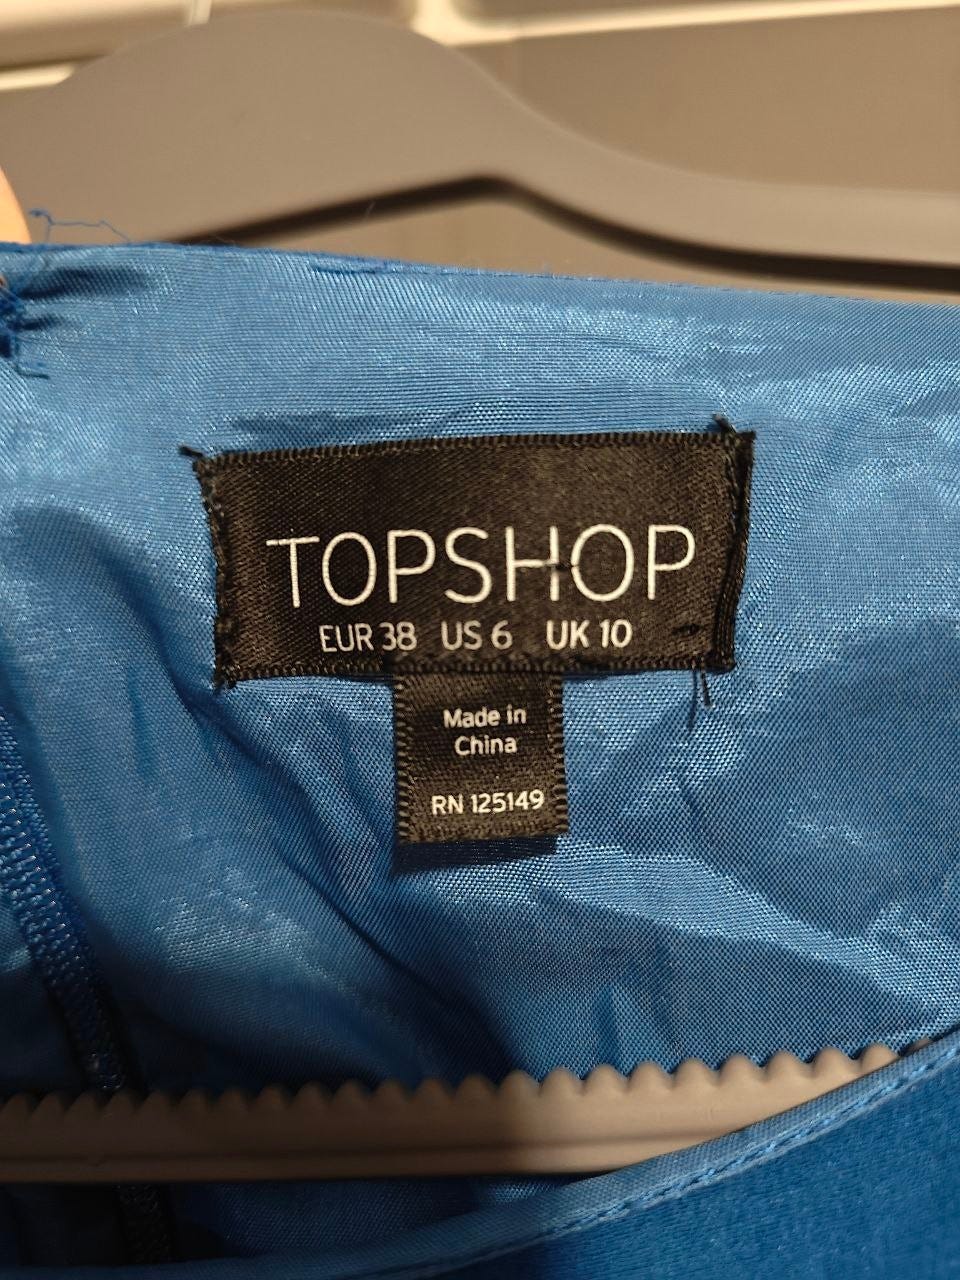 TOPSHOP
EUR 38 US 6 UK 10
Made in
China
RN 125149